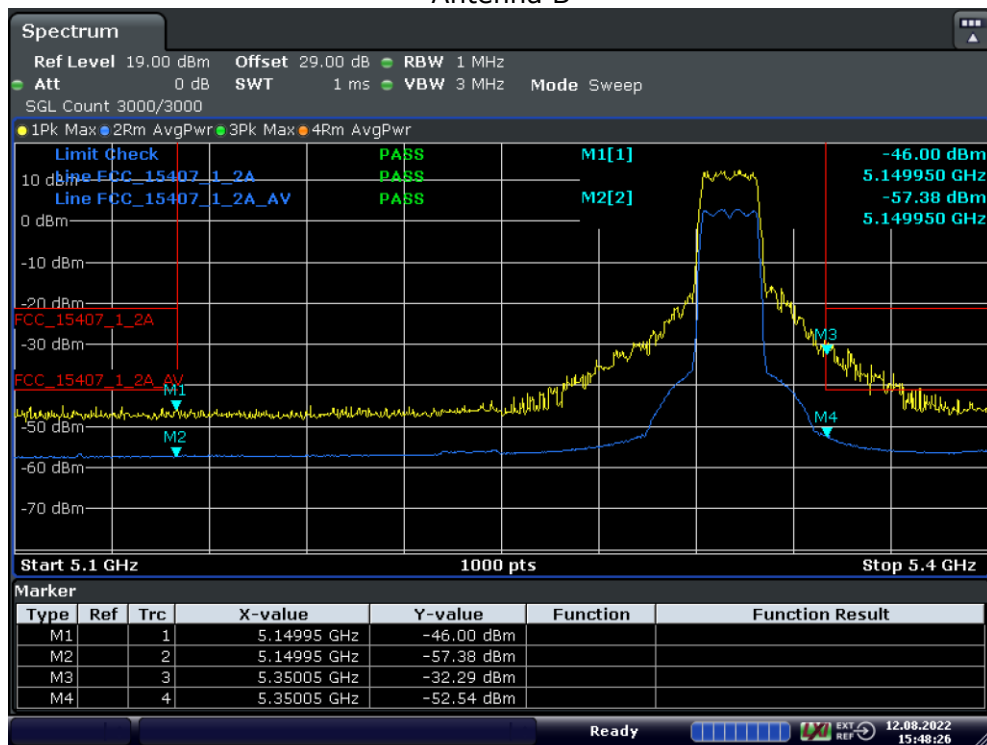 Spectrum
Ref Level 19.00 dBm Offset 29.00 dB RBW 1 MHz
Att 0 dB SWT 1 ms VBW 3 MHz Mode Sweep
SGL Count 3000/3000
1Pk Max 2Rm AvgPwr 3Pk Max 4Rm AvgPwr
Limit Check PASS M1[1] -46.00 dBm
10 dBm Line FCC_15407_1_2A PASS 5.149950 GHz
Line FCC_15407_1_2A_AV PASS M2[2] -57.38 dBm
0 dBm 5.149950 GHz
-10 dBm
-20 dBm
FCC_15407_1_2A
-30 dBm M3
FCC_15407_1_2A_AV
M1
M4
-50 dBm
M2
-60 dBm
-70 dBm
Start 5.1 GHz 1000 pts Stop 5.4 GHz
Marker
Type Ref Trc X-value Y-value Function Function Result
M1 1 5.14995 GHz -46.00 dBm
M2 2 5.14995 GHz -57.38 dBm
M3 3 5.35005 GHz -32.29 dBm
M4 4 5.35005 GHz -52.54 dBm
Ready LXI EXT REF 12.08.2022
15:48:26